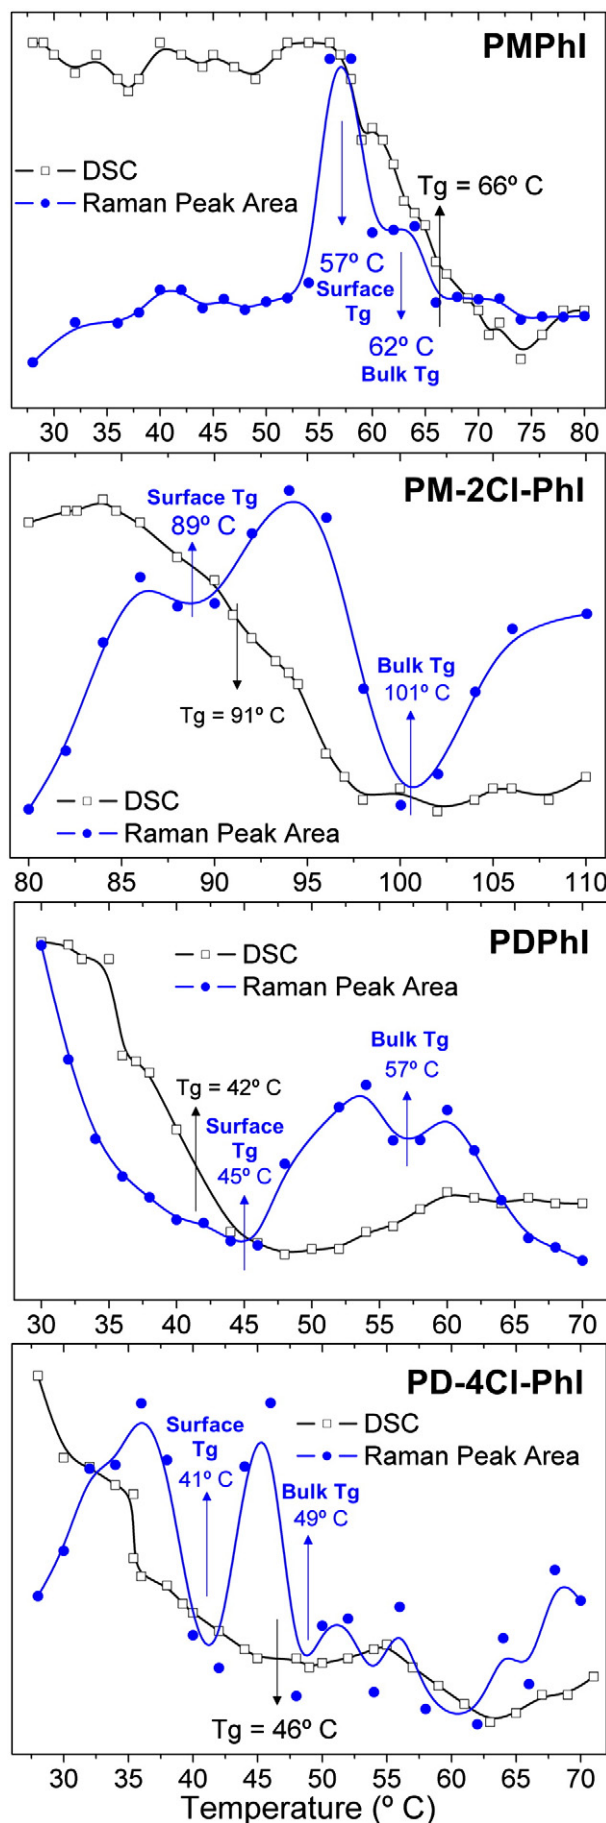 PMPhI
DSC
Raman Peak Area
Tg = 66º C
57º C
Surface
Tg
62º C
Bulk Tg
30 35 40 45 50 55 60 65 70 75 80
PM-2Cl-PhI
Surface Tg
89º C
Bulk Tg
101º C
Tg = 91º C
DSC
Raman Peak Area
80 85 90 95 100 105 110
PDPhI
DSC
Raman Peak Area
Bulk Tg
57º C
Tg = 42º C
Surface
Tg
45º C
30 35 40 45 50 55 60 65 70
PD-4Cl-PhI
DSC
Raman Peak Area
Surface
Tg
41º C
Bulk Tg
49º C
Tg = 46º C
30 35 40 45 50 55 60 65 70
Temperature (º C)